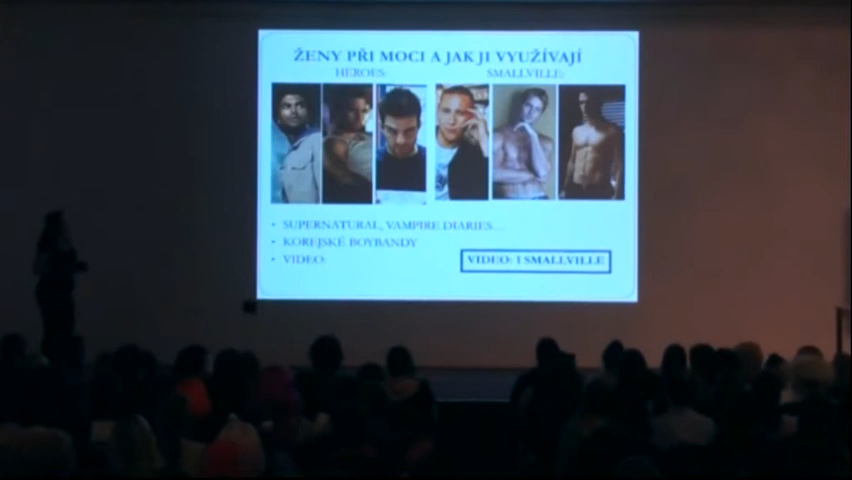 ŽENY PŘI MOCI A JAK JI VYUŽÍVAJÍ
HEROES: SMALLVILLE:
• SUPERNATURAL, VAMPIRE DIARIES...
• KOREJSKÉ BOYBANDY
• VIDEO:
VIDEO: 1 SMALLVILLE